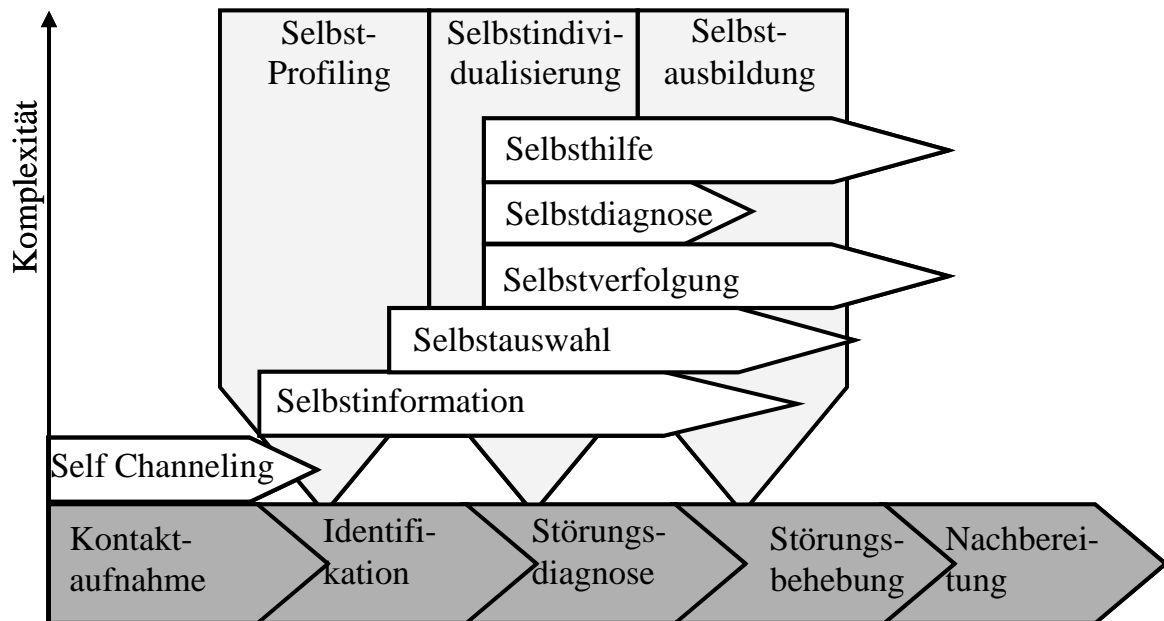 Komplexität
Selbst-
Profiling
Selbstindivi-
dualisierung
Selbst-
ausbildung
Selbsthilfe
Selbstdiagnose
Selbstverfolgung
Selbstauswahl
Selbstinformation
Self Channeling
Kontakt-
aufnahme
Identifi-
kation
Störungs-
diagnose
Störungs-
behebung
Nachberei-
tung